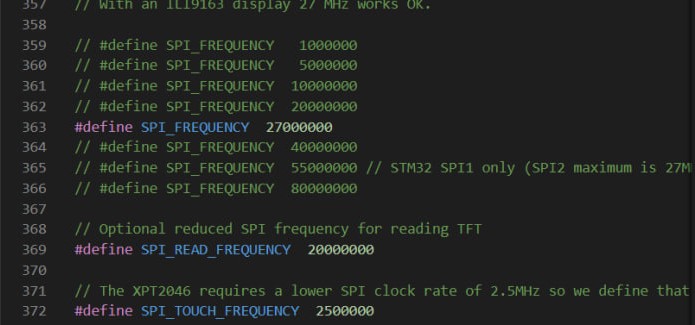 357 // With an ILI9163 display 27 MHz works OK.
358
359 // #define SPI_FREQUENCY   1000000
360 // #define SPI_FREQUENCY   5000000
361 // #define SPI_FREQUENCY  10000000
362 // #define SPI_FREQUENCY  20000000
363 #define SPI_FREQUENCY  27000000
364 // #define SPI_FREQUENCY  40000000
365 // #define SPI_FREQUENCY  55000000 // STM32 SPI1 only (SPI2 maximum is 27M
366 // #define SPI_FREQUENCY  80000000
367
368 // Optional reduced SPI frequency for reading TFT
369 #define SPI_READ_FREQUENCY  20000000
370
371 // The XPT2046 requires a lower SPI clock rate of 2.5MHz so we define that
372 #define SPI_TOUCH_FREQUENCY  2500000